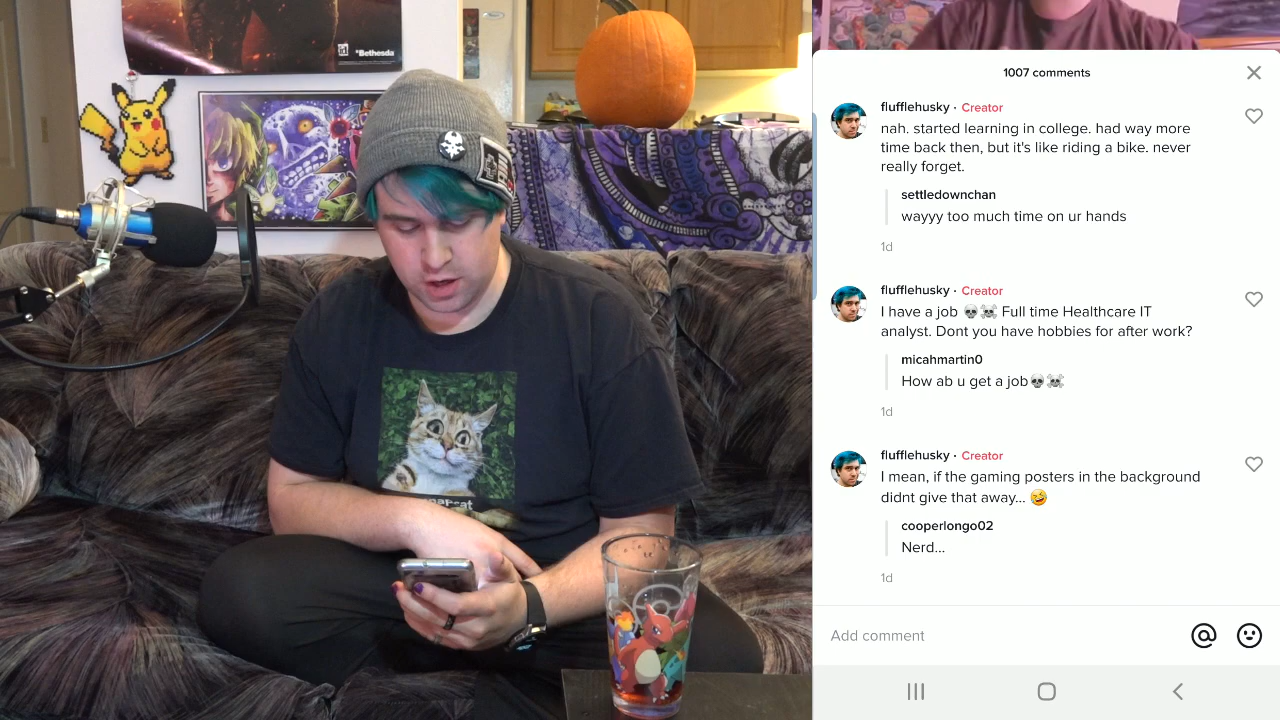 id
Bethesda
1007 comments
flufflehusky · Creator
nah. started learning in college. had way more
time back then, but it's like riding a bike. never
really forget.
settledownchan
wayyy too much time on ur hands
1d
flufflehusky · Creator
I have a job 💀☠️ Full time Healthcare IT
analyst. Dont you have hobbies for after work?
micahmartin0
How ab u get a job💀☠️
1d
flufflehusky · Creator
I mean, if the gaming posters in the background
didnt give that away... 🤣
cooperlongo02
Nerd...
1d
Add comment